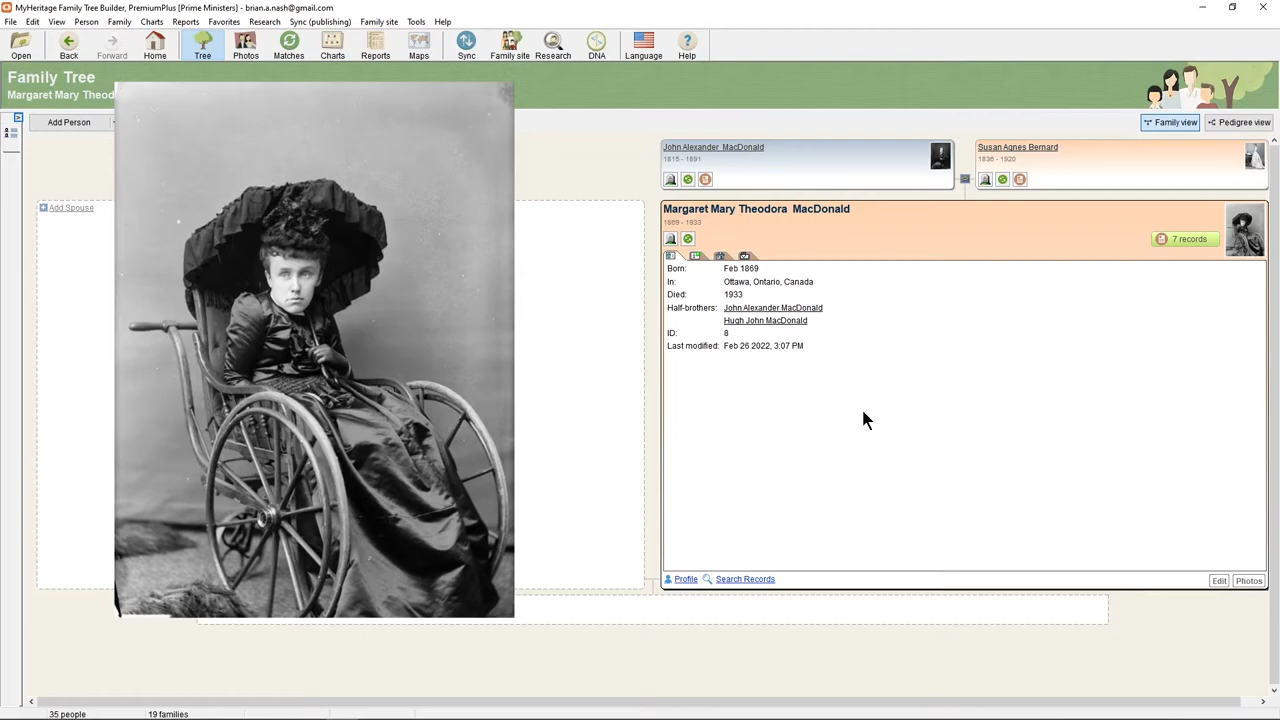 MyHeritage Family Tree Builder, PremiumPlus [Prime Ministers] - brian.a.nash@gmail.com
File Edit View Person Family Charts Reports Favorites Research Sync (publishing) Family site Tools Help
Open Back Forward Home Tree Photos Matches Charts Reports Maps Sync Family site Research DNA Language Help
Family Tree
Margaret Mary Theod
Add Person
Family view Pedigree view
John Alexander MacDonald
1815 - 1891
Susan Agnes Bernard
1836 - 1920
Add Spouse
Margaret Mary Theodora MacDonald
1869 - 1933
7 records
Born: Feb 1869
In: Ottawa, Ontario, Canada
Died: 1933
Half-brothers: John Alexander MacDonald
Hugh John MacDonald
ID: 8
Last modified: Feb 26 2022, 3:07 PM
Profile Search Records Edit Photos
35 people 19 families